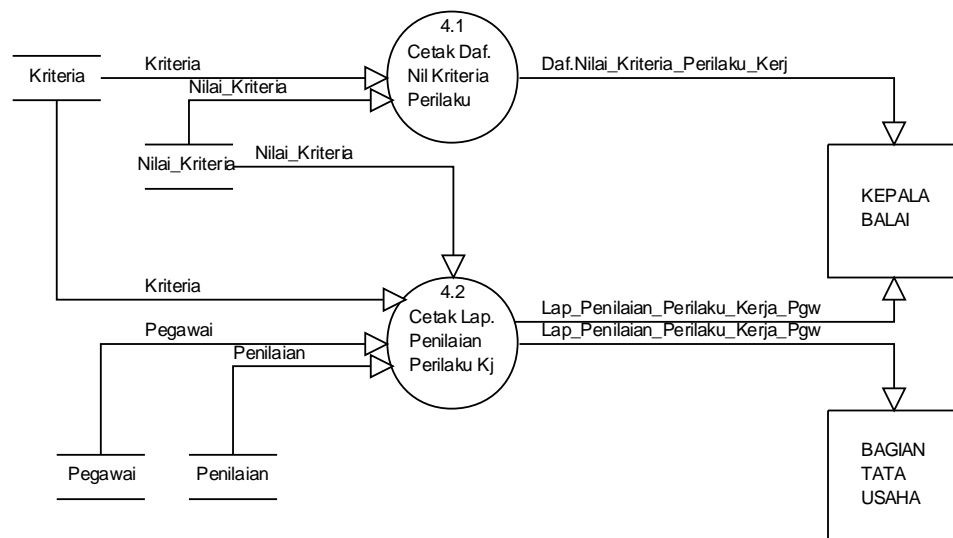 4.1
Cetak Daf.
Nil Kriteria
Perilaku
Kriteria
Kriteria
Nilai_Kriteria
Daf.Nilai_Kriteria_Perilaku_Kerj
Nilai_Kriteria
Nilai_Kriteria
KEPALA
BALAI
Kriteria
4.2
Cetak Lap.
Penilaian
Perilaku Kj
Lap_Penilaian_Perilaku_Kerja_Pgw
Lap_Penilaian_Perilaku_Kerja_Pgw
Pegawai
Penilaian
Pegawai
Penilaian
BAGIAN
TATA
USAHA